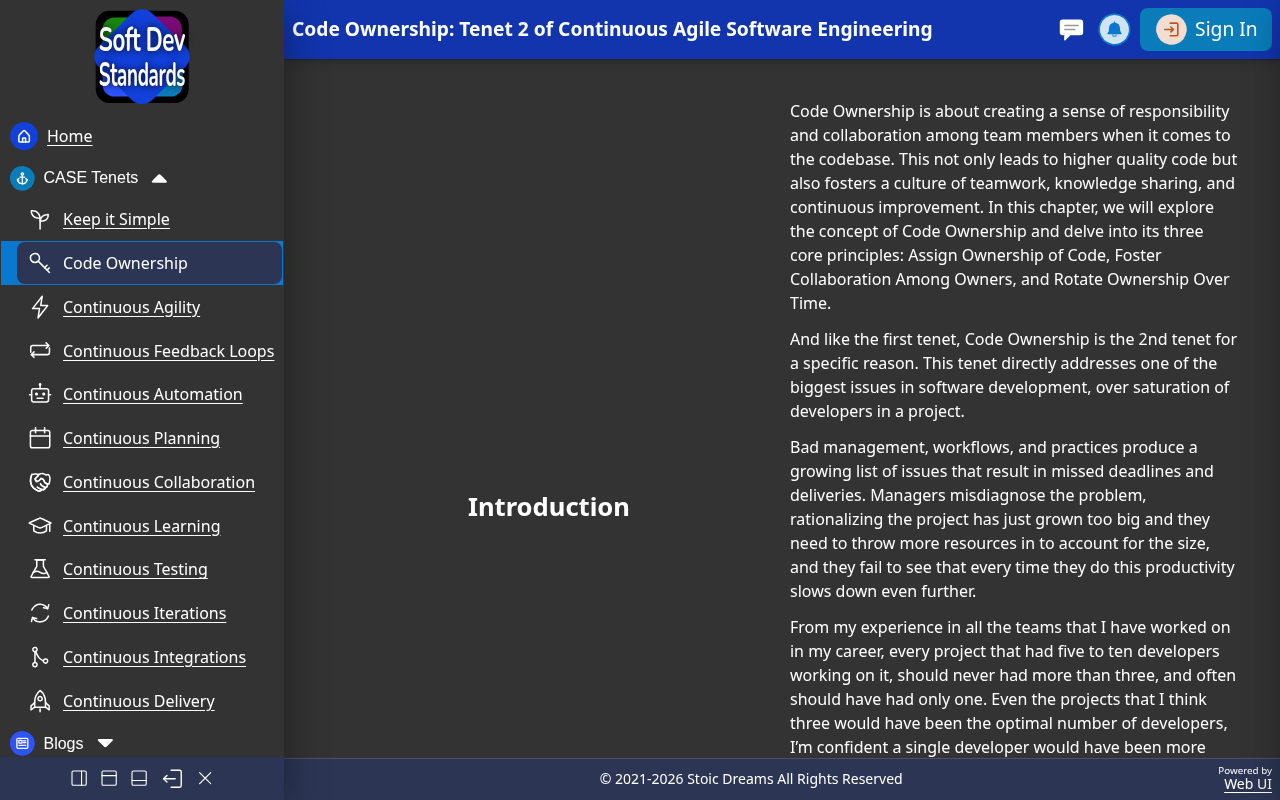 Soft Dev
Standards
Home
CASE Tenets
Keep it Simple
Code Ownership
Continuous Agility
Continuous Feedback Loops
Continuous Automation
Continuous Planning
Continuous Collaboration
Continuous Learning
Continuous Testing
Continuous Iterations
Continuous Integrations
Continuous Delivery
Blogs
Code Ownership: Tenet 2 of Continuous Agile Software Engineering
Sign In
Introduction
Code Ownership is about creating a sense of responsibility
and collaboration among team members when it comes to
the codebase. This not only leads to higher quality code but
also fosters a culture of teamwork, knowledge sharing, and
continuous improvement. In this chapter, we will explore
the concept of Code Ownership and delve into its three
core principles: Assign Ownership of Code, Foster
Collaboration Among Owners, and Rotate Ownership Over
Time.
And like the first tenet, Code Ownership is the 2nd tenet for
a specific reason. This tenet directly addresses one of the
biggest issues in software development, over saturation of
developers in a project.
Bad management, workflows, and practices produce a
growing list of issues that result in missed deadlines and
deliveries. Managers misdiagnose the problem,
rationalizing the project has just grown too big and they
need to throw more resources in to account for the size,
and they fail to see that every time they do this productivity
slows down even further.
From my experience in all the teams that I have worked on
in my career, every project that had five to ten developers
working on it, should never had more than three, and often
should have had only one. Even the projects that I think
three would have been the optimal number of developers,
I’m confident a single developer would have been more
© 2021-2026 Stoic Dreams All Rights Reserved
Powered by
Web UI